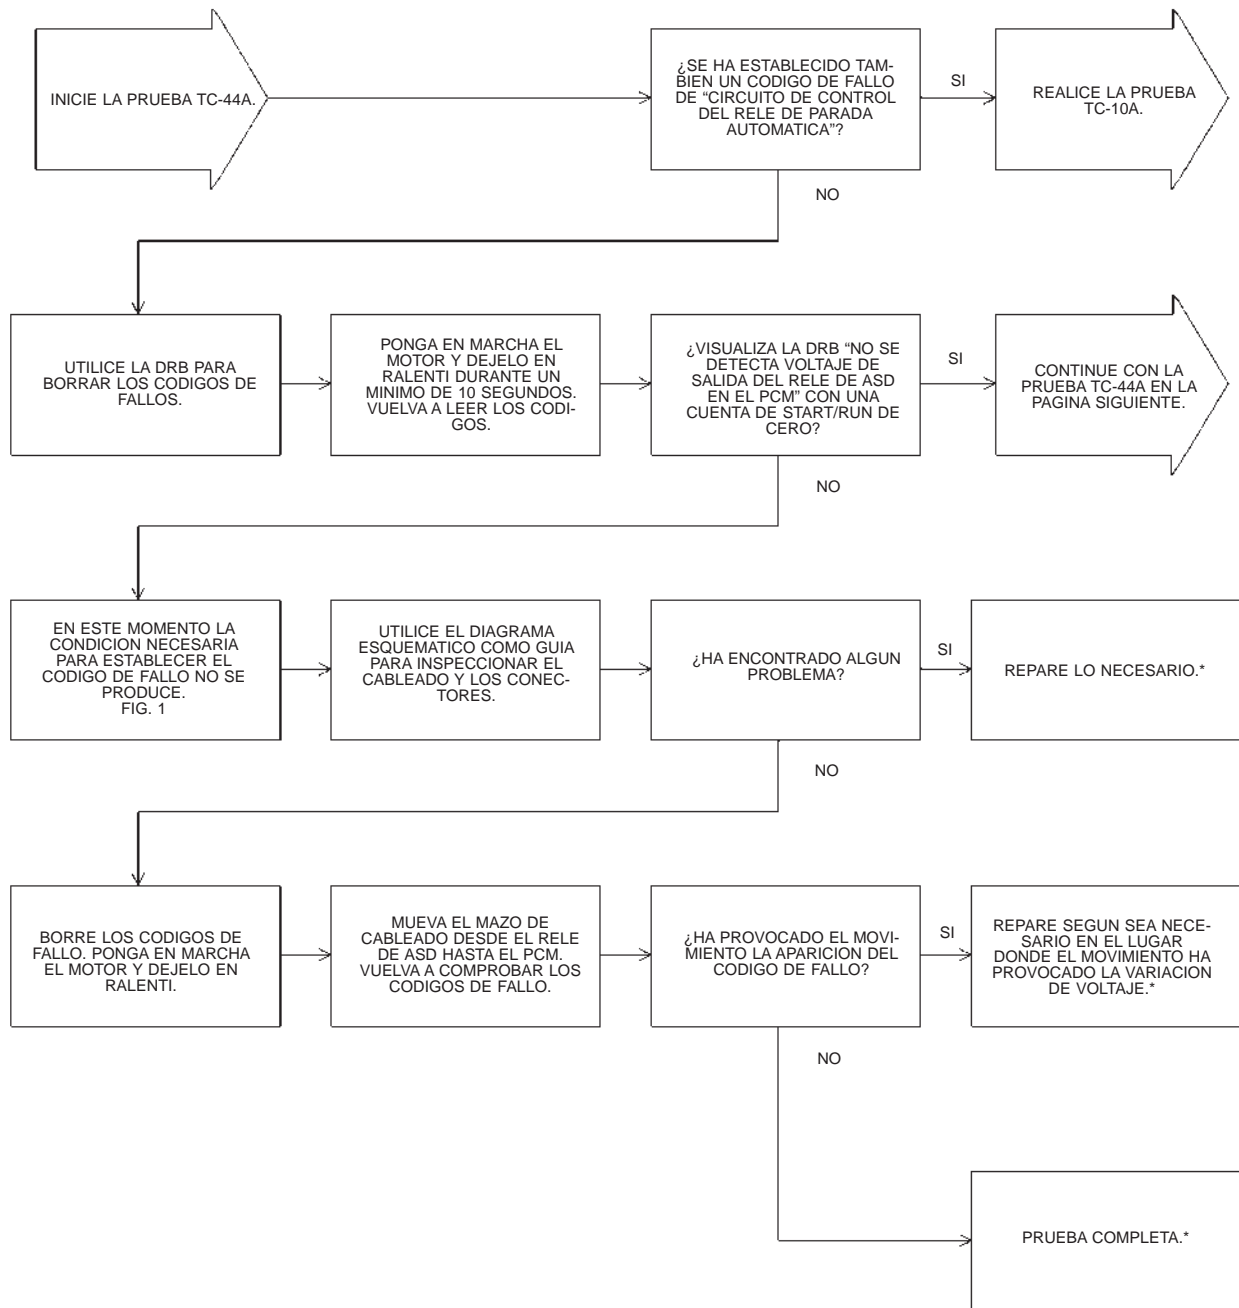 INICIE LA PRUEBA TC-44A.
¿SE HA ESTABLECIDO TAM-
BIEN UN CODIGO DE FALLO
DE “CIRCUITO DE CONTROL
DEL RELE DE PARADA
AUTOMATICA”?
SI
REALICE LA PRUEBA
TC-10A.
NO
UTILICE LA DRB PARA
BORRAR LOS CODIGOS DE
FALLOS.
PONGA EN MARCHA EL
MOTOR Y DEJELO EN
RALENTI DURANTE UN
MINIMO DE 10 SEGUNDOS.
VUELVA A LEER LOS CODI-
GOS.
¿VISUALIZA LA DRB “NO SE
DETECTA VOLTAJE DE
SALIDA DEL RELE DE ASD
EN EL PCM” CON UNA
CUENTA DE START/RUN DE
CERO?
SI
CONTINUE CON LA
PRUEBA TC-44A EN LA
PAGINA SIGUIENTE.
NO
EN ESTE MOMENTO LA
CONDICION NECESARIA
PARA ESTABLECER EL
CODIGO DE FALLO NO SE
PRODUCE.
FIG. 1
UTILICE EL DIAGRAMA
ESQUEMATICO COMO GUIA
PARA INSPECCIONAR EL
CABLEADO Y LOS CONEC-
TORES.
¿HA ENCONTRADO ALGUN
PROBLEMA?
SI
REPARE LO NECESARIO.*
NO
BORRE LOS CODIGOS DE
FALLO. PONGA EN MARCHA
EL MOTOR Y DEJELO EN
RALENTI.
MUEVA EL MAZO DE
CABLEADO DESDE EL RELE
DE ASD HASTA EL PCM.
VUELVA A COMPROBAR LOS
CODIGOS DE FALLO.
¿HA PROVOCADO EL MOVI-
MIENTO LA APARICION DEL
CODIGO DE FALLO?
SI
REPARE SEGUN SEA NECE-
SARIO EN EL LUGAR
DONDE EL MOVIMIENTO HA
PROVOCADO LA VARIACION
DE VOLTAJE.*
NO
PRUEBA COMPLETA.*